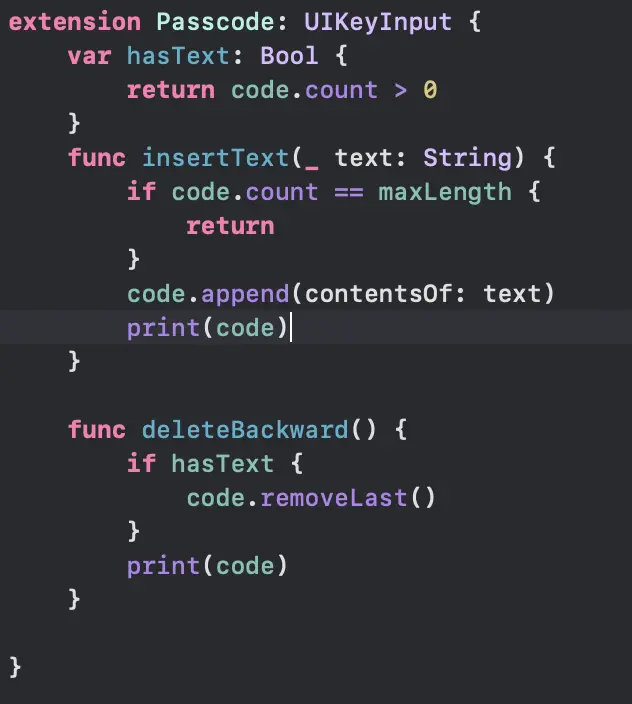 extension Passcode: UIKeyInput {
    var hasText: Bool {
        return code.count > 0
    }
    func insertText(_ text: String) {
        if code.count == maxLength {
            return
        }
        code.append(contentsOf: text)
        print(code)
    }

    func deleteBackward() {
        if hasText {
            code.removeLast()
        }
        print(code)
    }

}